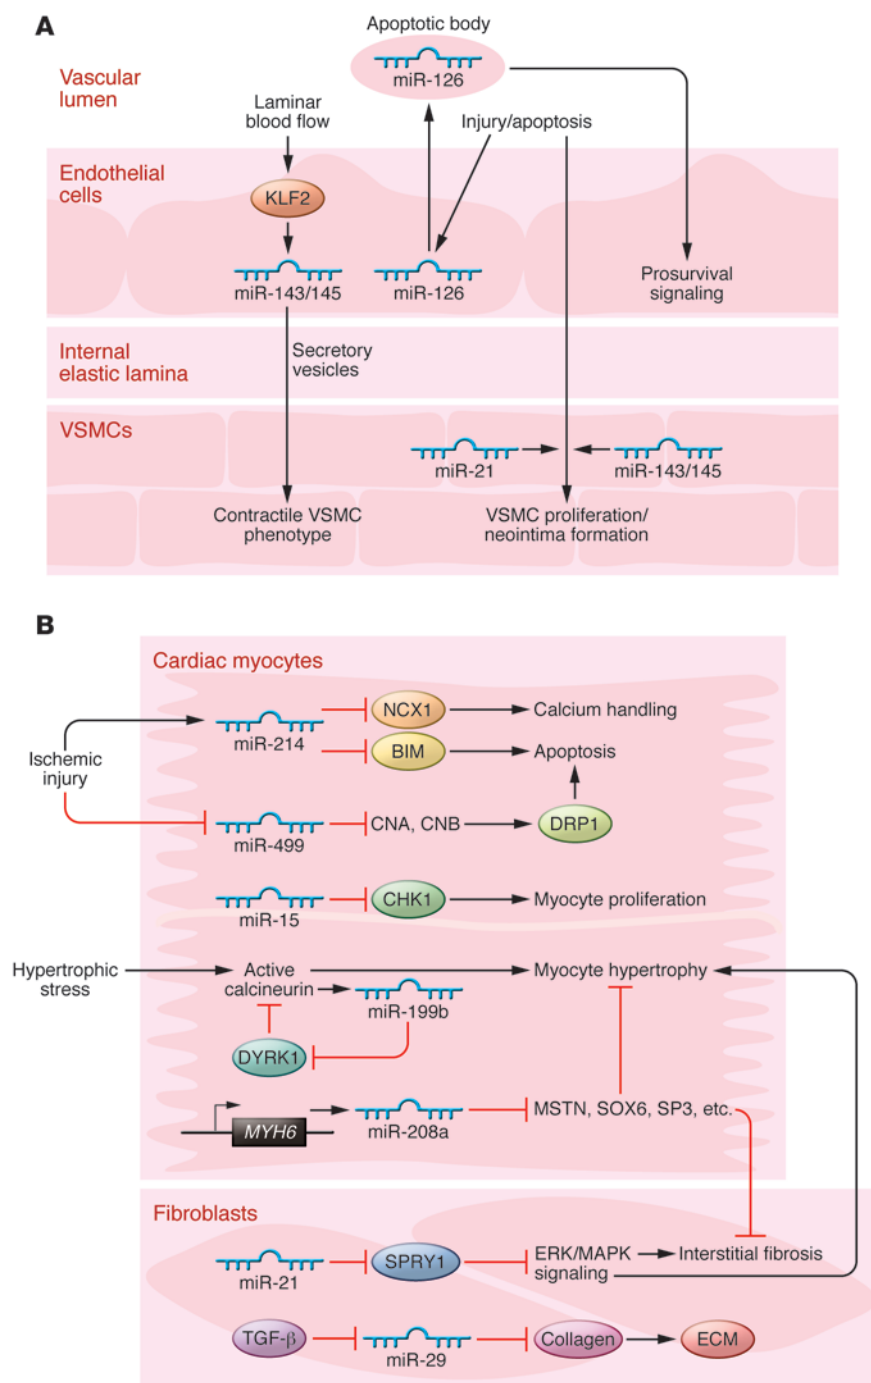 A
Apoptotic body
miR-126
Vascular
lumen
Laminar
blood flow
Injury/apoptosis
Endothelial
cells
KLF2
miR-143/145
miR-126
Prosurvival
signaling
Internal
elastic lamina
Secretory
vesicles
VSMCs
miR-21
miR-143/145
Contractile VSMC
phenotype
VSMC proliferation/
neointima formation
B
Cardiac myocytes
Ischemic
injury
miR-214
NCX1
Calcium handling
BIM
Apoptosis
miR-499
CNA, CNB
DRP1
miR-15
CHK1
Myocyte proliferation
Hypertrophic
stress
Active
calcineurin
Myocyte hypertrophy
miR-199b
DYRK1
MYH6
miR-208a
MSTN, SOX6, SP3, etc.
Fibroblasts
miR-21
SPRY1
ERK/MAPK
signaling
Interstitial fibrosis
TGF-β
miR-29
Collagen
ECM